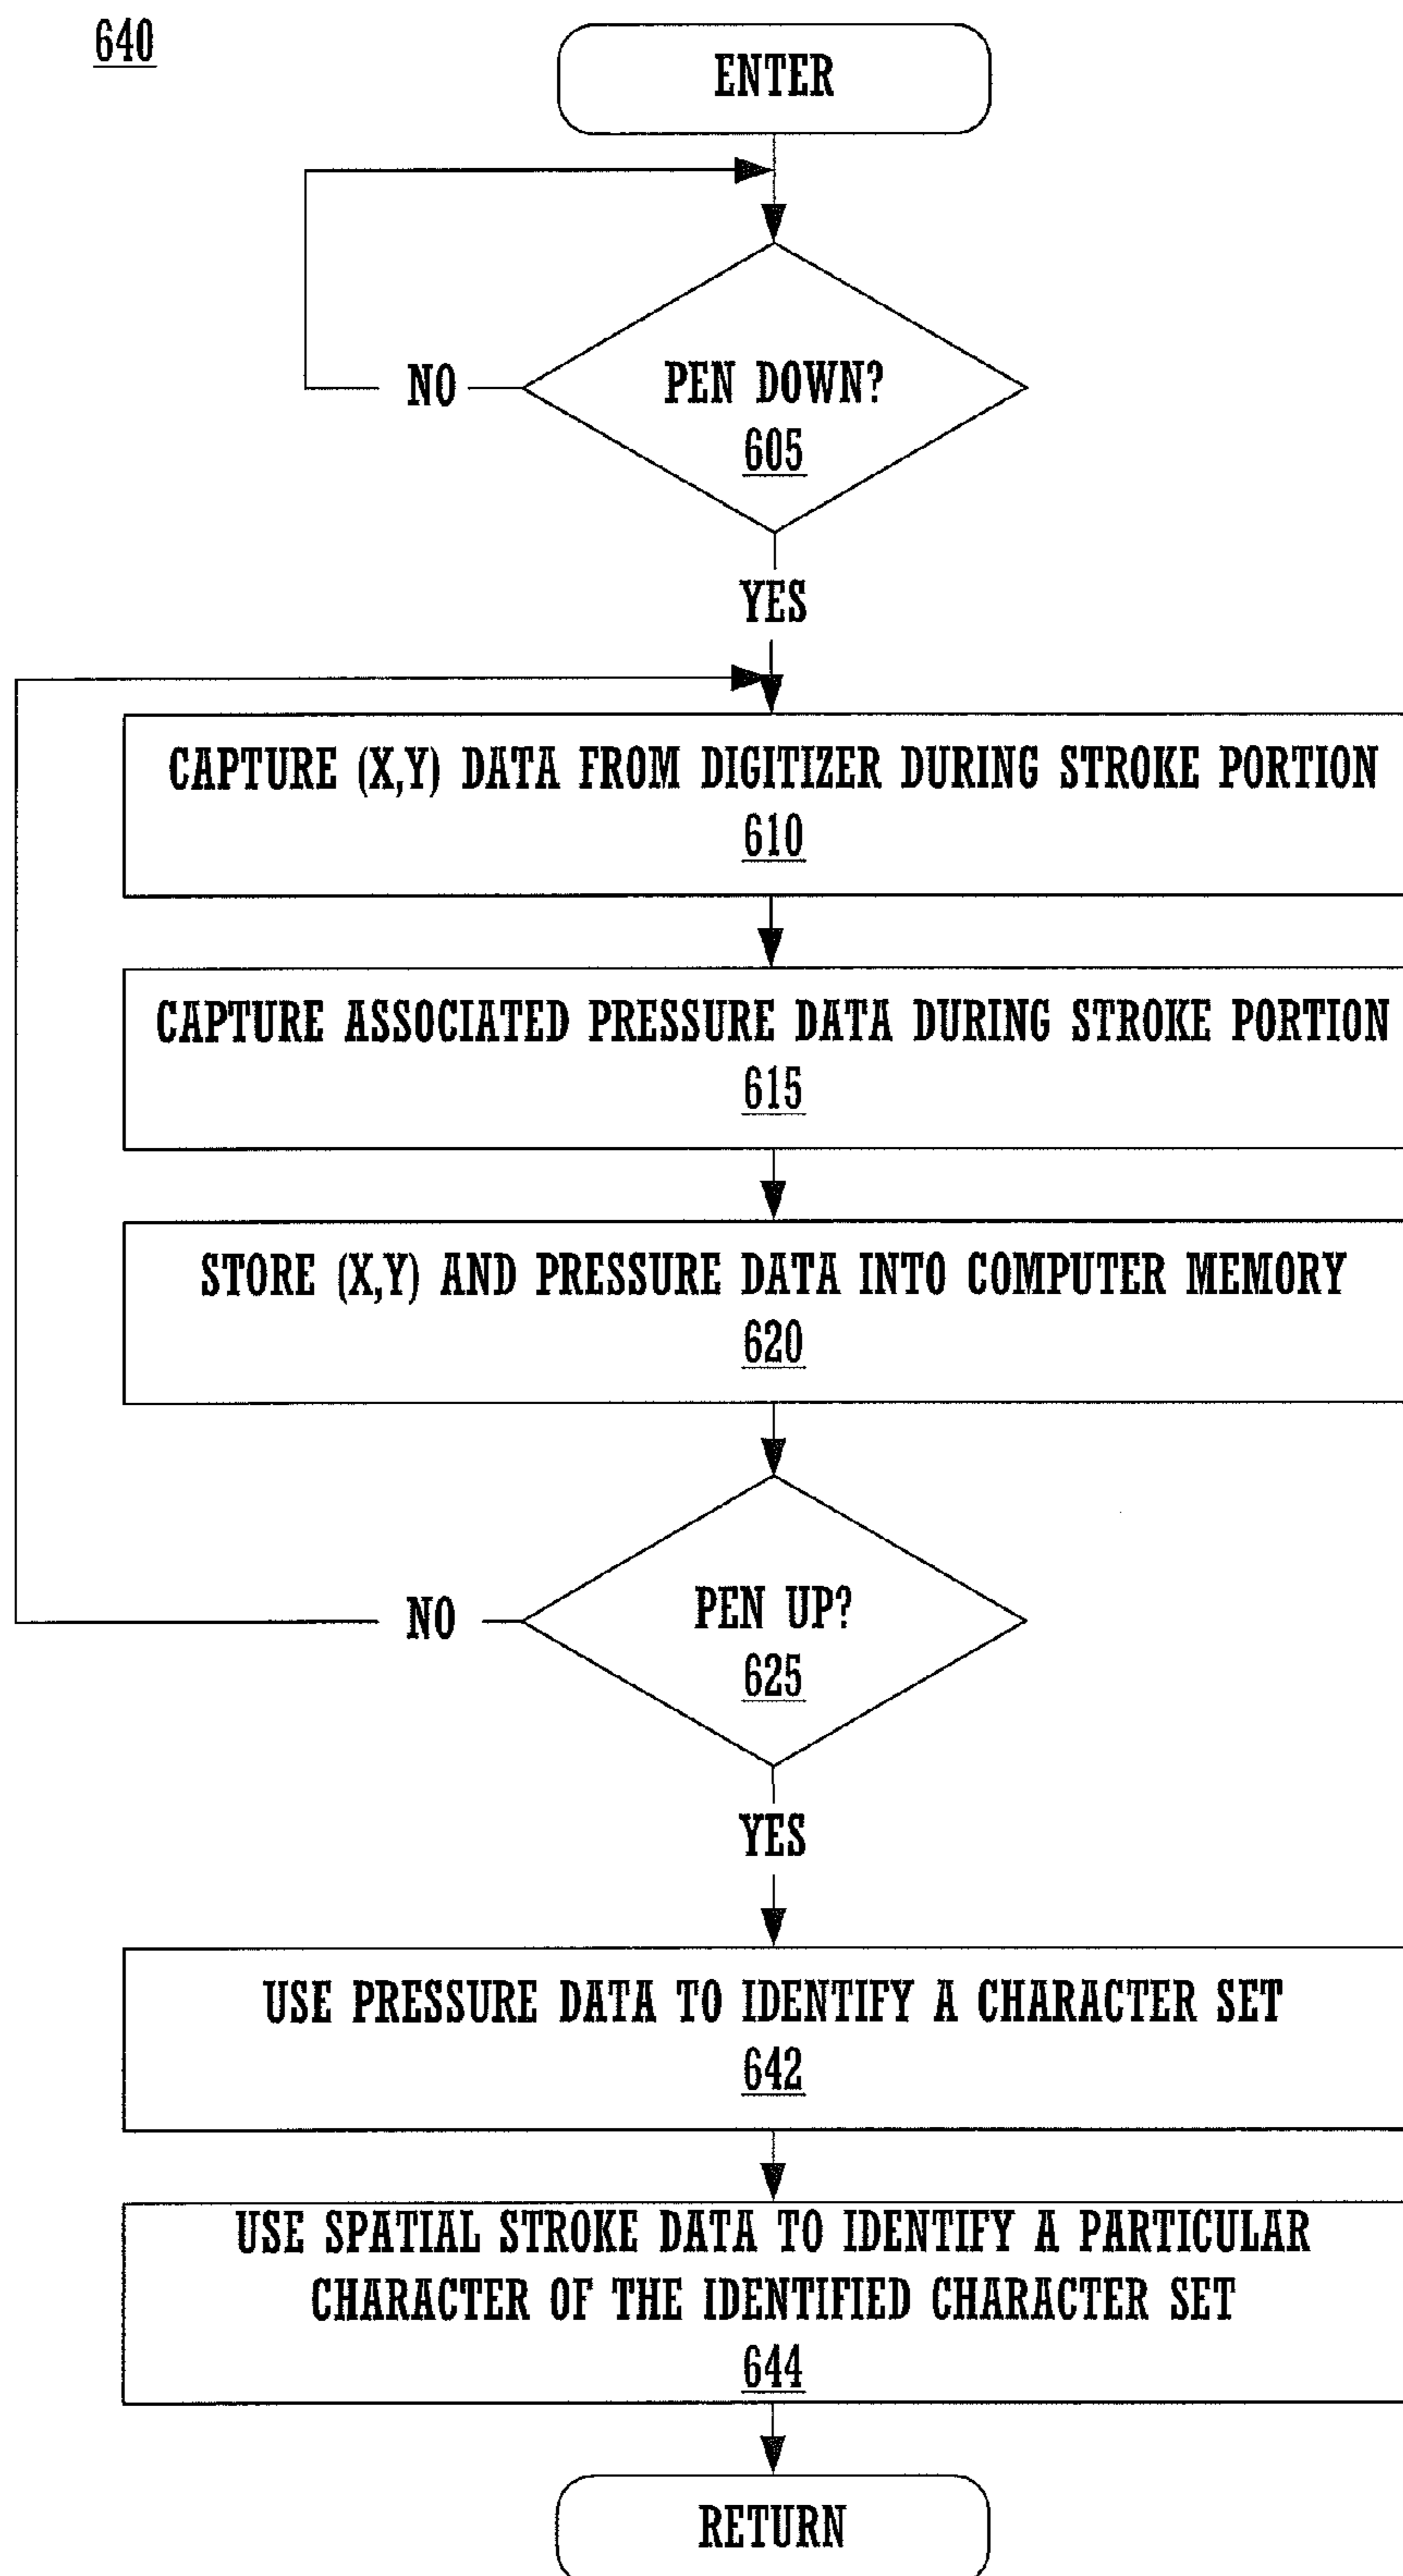 640
ENTER
PEN DOWN?
605
NO
YES
CAPTURE (X,Y) DATA FROM DIGITIZER DURING STROKE PORTION
610
CAPTURE ASSOCIATED PRESSURE DATA DURING STROKE PORTION
615
STORE (X,Y) AND PRESSURE DATA INTO COMPUTER MEMORY
620
PEN UP?
625
NO
YES
USE PRESSURE DATA TO IDENTIFY A CHARACTER SET
642
USE SPATIAL STROKE DATA TO IDENTIFY A PARTICULAR
CHARACTER OF THE IDENTIFIED CHARACTER SET
644
RETURN